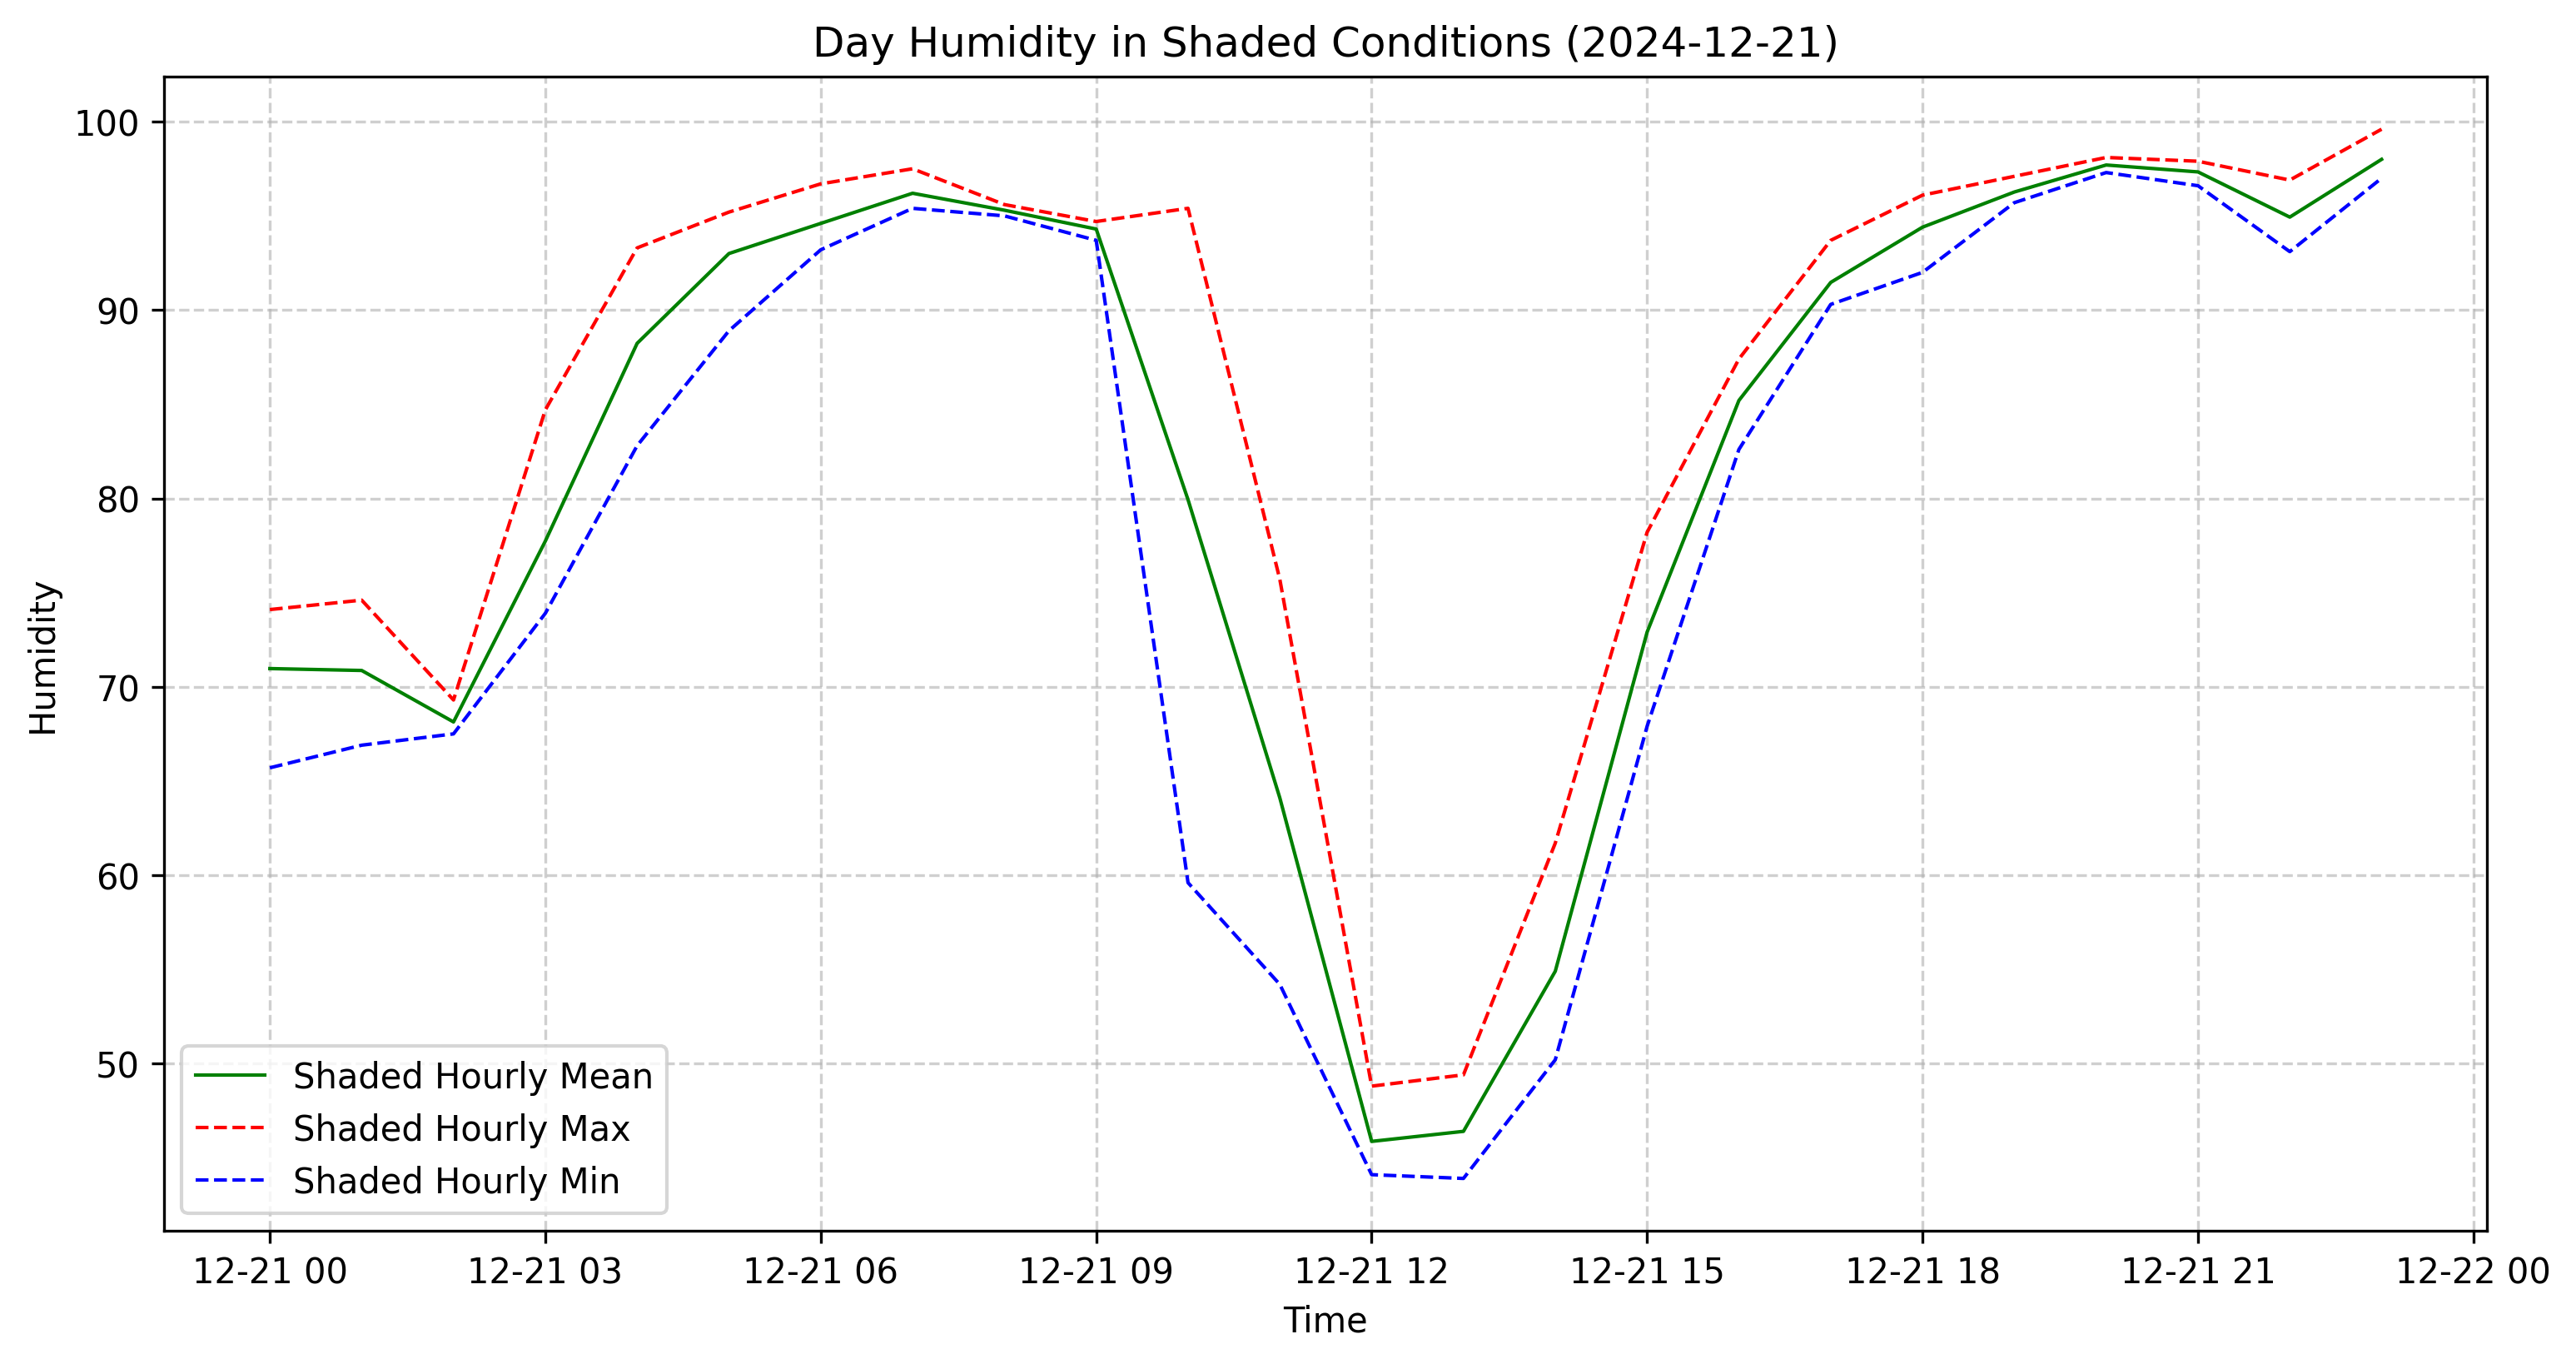 Day Humidity in Shaded Conditions (2024-12-21)
100
90
80
70
60
50
Humidity
Shaded Hourly Mean
Shaded Hourly Max
Shaded Hourly Min
12-21 00 12-21 03 12-21 06 12-21 09 12-21 12 12-21 15 12-21 18 12-21 21 12-22 00
Time